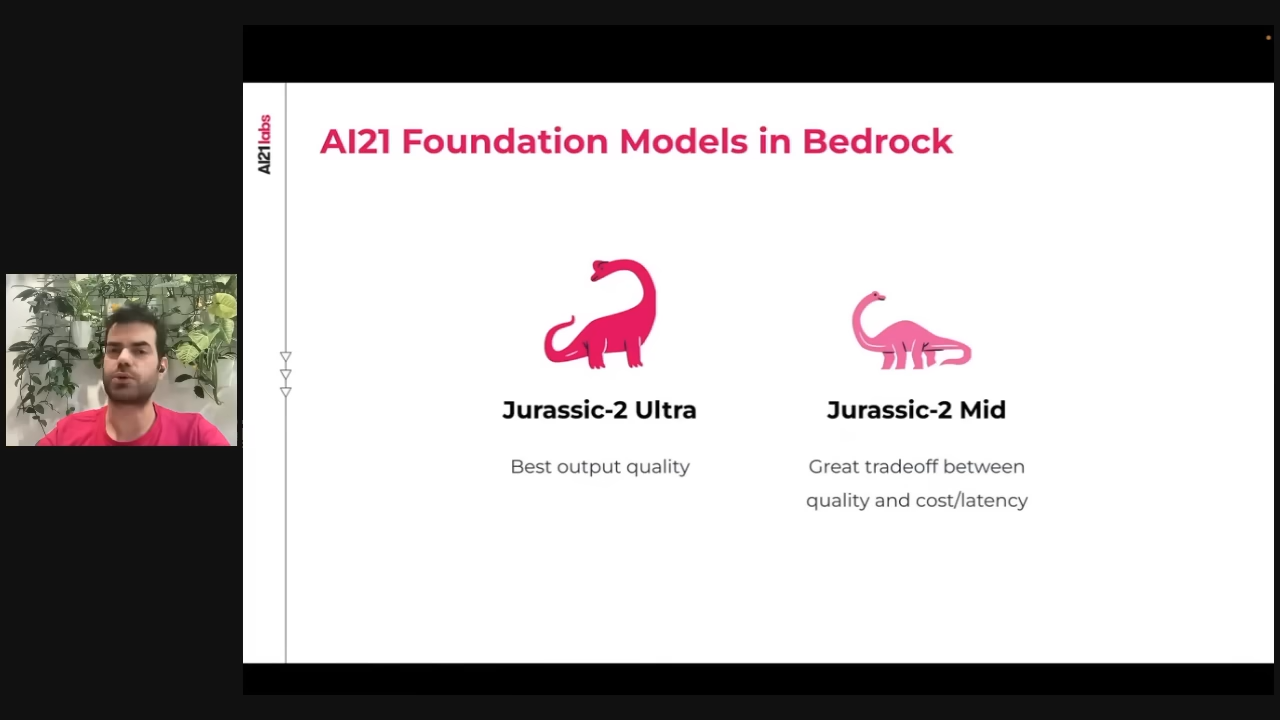 AI21labs
AI21 Foundation Models in Bedrock
Jurassic-2 Ultra
Best output quality
Jurassic-2 Mid
Great tradeoff between
quality and cost/latency